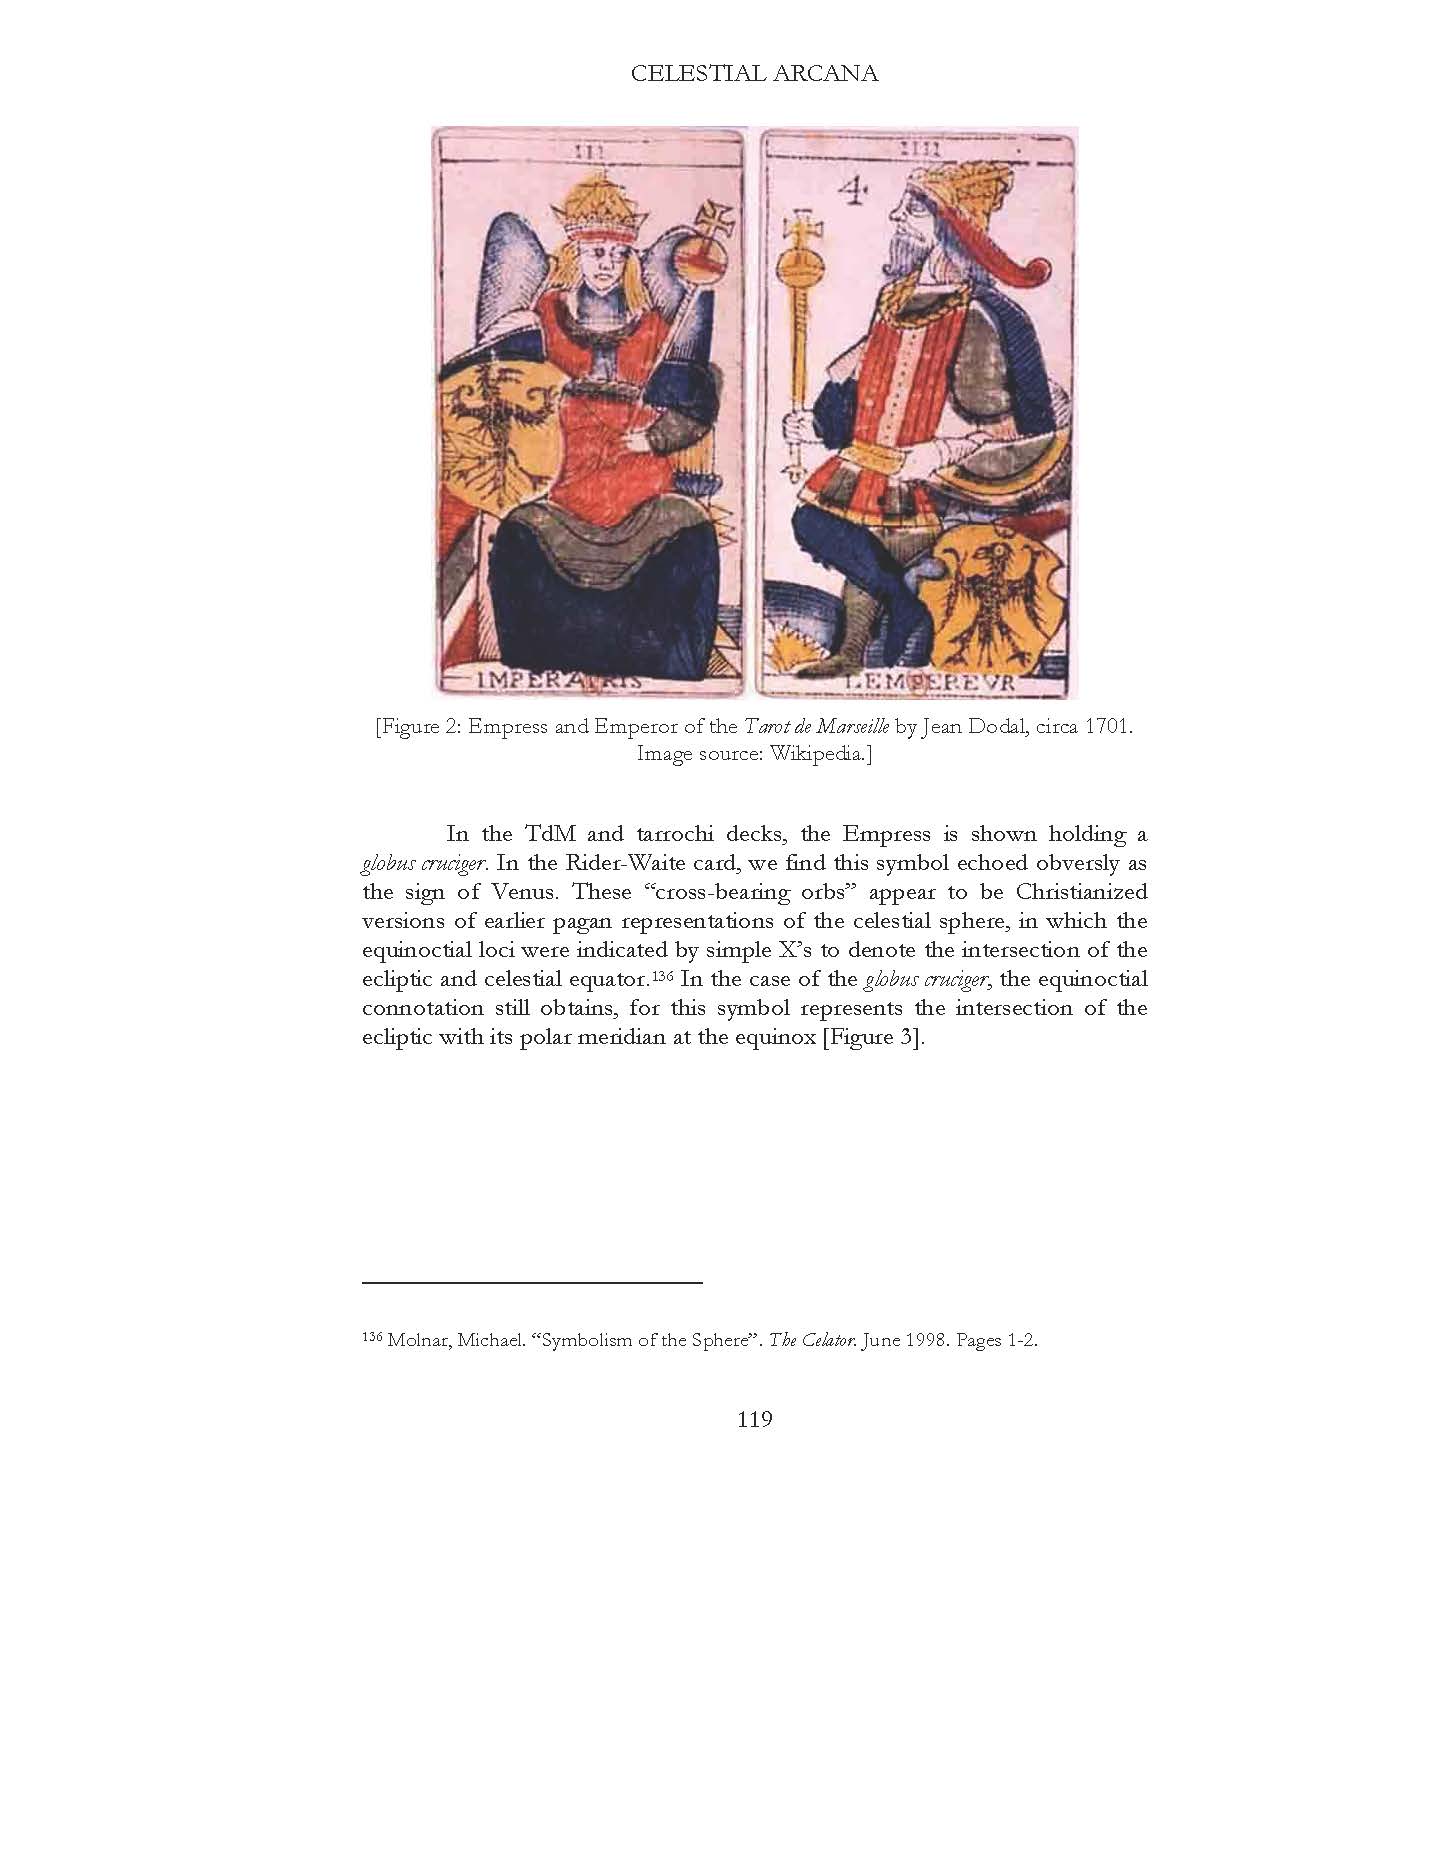 CELESTIAL ARCANA
III
IIII
4
IMPERATRIS
LEMPEREVR
[Figure 2: Empress and Emperor of the Tarot de Marseille by Jean Dodal, circa 1701.
Image source: Wikipedia.]
In the TdM and tarrochi decks, the Empress is shown holding a
globus cruciger. In the Rider-Waite card, we find this symbol echoed obversly as
the sign of Venus. These “cross-bearing orbs” appear to be Christianized
versions of earlier pagan representations of the celestial sphere, in which the
equinoctial loci were indicated by simple X’s to denote the intersection of the
ecliptic and celestial equator.136 In the case of the globus cruciger, the equinoctial
connotation still obtains, for this symbol represents the intersection of the
ecliptic with its polar meridian at the equinox [Figure 3].
136 Molnar, Michael. “Symbolism of the Sphere”. The Celator. June 1998. Pages 1-2.
119